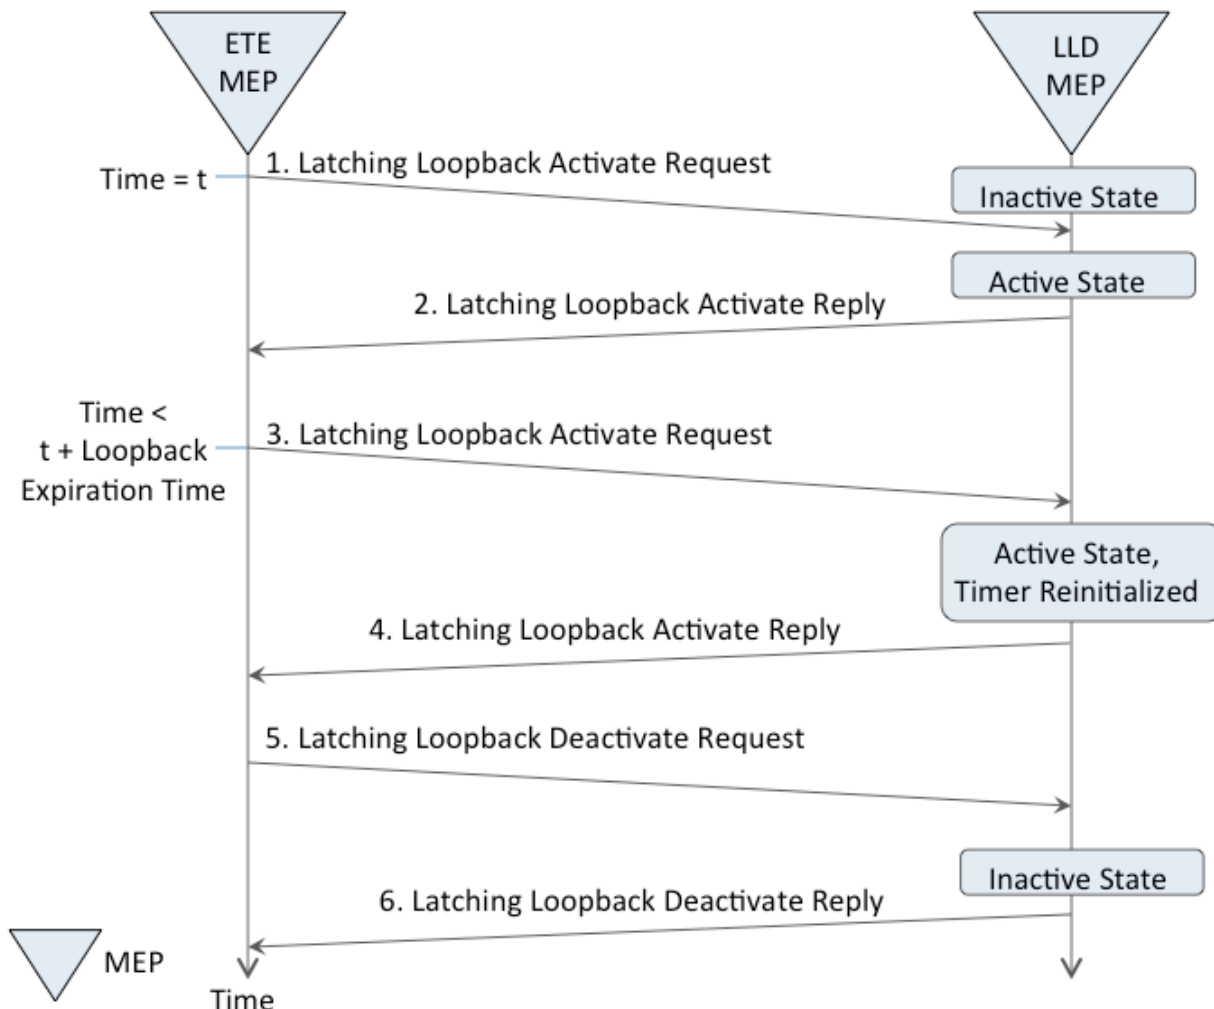 ETE
MEP
LLD
MEP
1. Latching Loopback Activate Request
Time = t
Inactive State
Active State
2. Latching Loopback Activate Reply
Time <
t + Loopback
Expiration Time
3. Latching Loopback Activate Request
Active State,
Timer Reinitialized
4. Latching Loopback Activate Reply
5. Latching Loopback Deactivate Request
Inactive State
6. Latching Loopback Deactivate Reply
MEP
Time